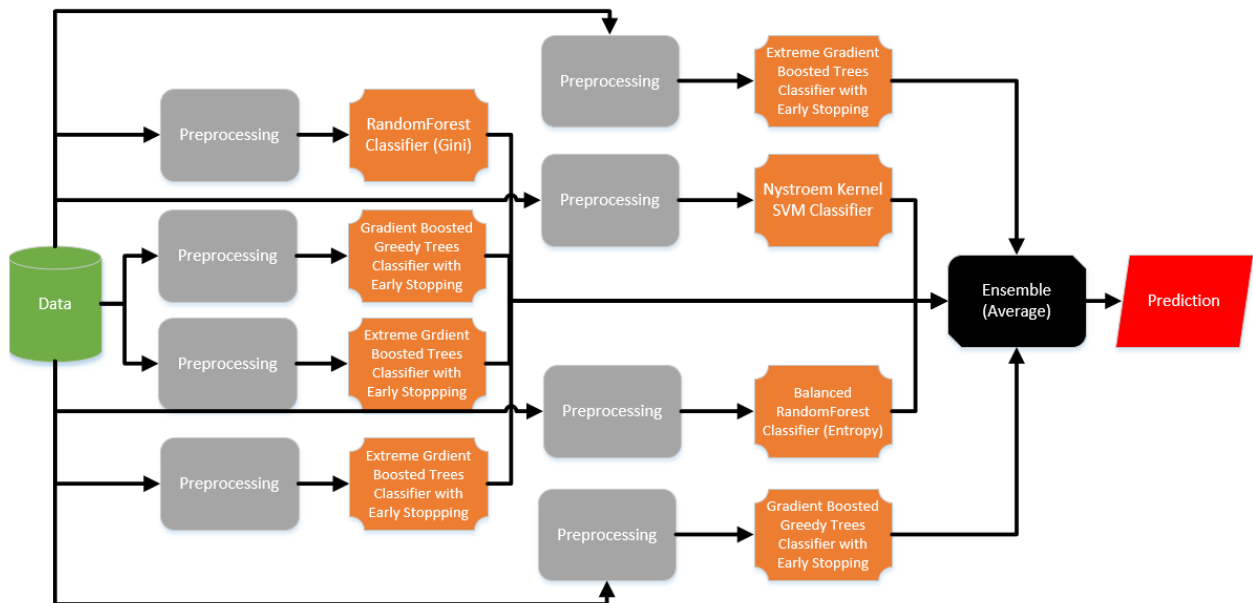 Preprocessing
Extreme Gradient
Boosted Trees
Classifier with
Early Stopping
Preprocessing
RandomForest
Classifier (Gini)
Preprocessing
Nystroem Kernel
SVM Classifier
Preprocessing
Gradient Boosted
Greedy Trees
Classifier with
Early Stopping
Data
Ensemble
(Average)
Prediction
Preprocessing
Extreme Grdient
Boosted Trees
Classifier with
Early Stoppping
Preprocessing
Balanced
RandomForest
Classifier (Entropy)
Preprocessing
Extreme Grdient
Boosted Trees
Classifier with
Early Stoppping
Preprocessing
Gradient Boosted
Greedy Trees
Classifier with
Early Stopping